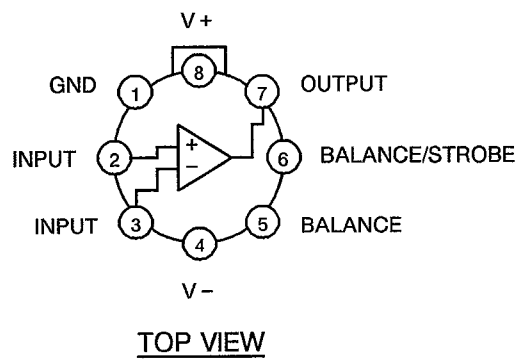 V+
8
GND
1
7
OUTPUT
INPUT
2
+
−
6
BALANCE/STROBE
INPUT
3
5
BALANCE
4
V−
TOP VIEW